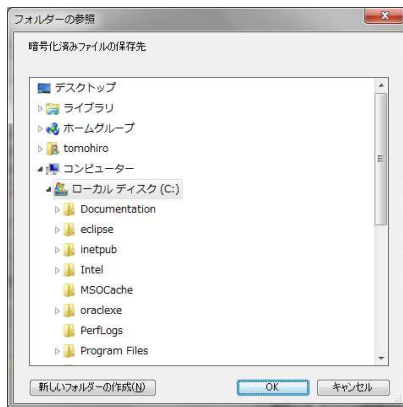 フォルダーの参照
暗号化済みファイルの保存先
デスクトップ
ライブラリ
ホームグループ
tomohiro
コンピューター
ローカル ディスク (C:)
Documentation
eclipse
inetpub
Intel
MSOCache
oraclexe
PerfLogs
Program Files
新しいフォルダーの作成(N)
OK
キャンセル